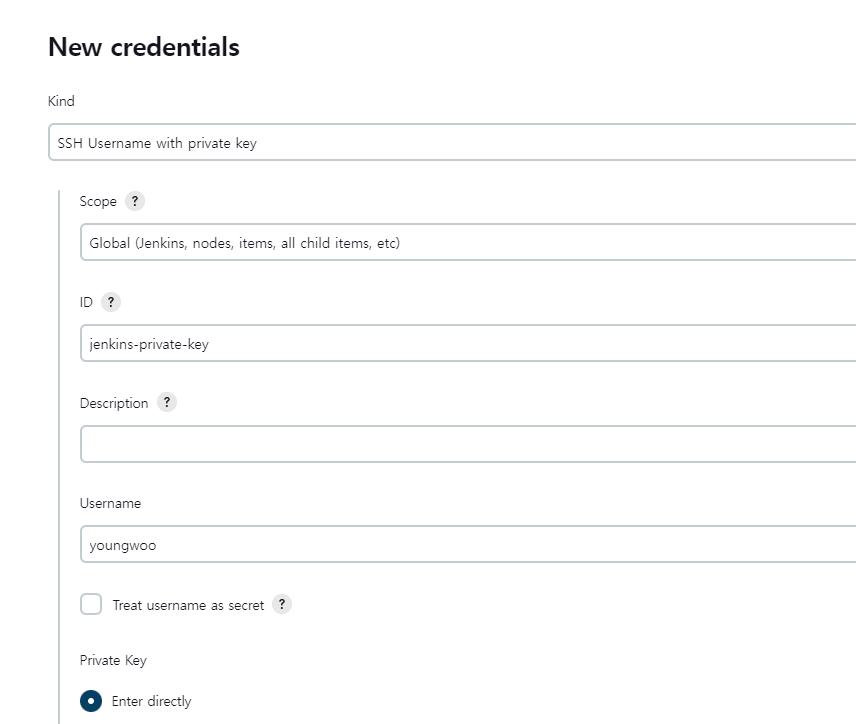 New credentials
Kind
SSH Username with private key
Scope ?
Global (Jenkins, nodes, items, all child items, etc)
ID ?
jenkins-private-key
Description ?
Username
youngwoo
Treat username as secret ?
Private Key
Enter directly